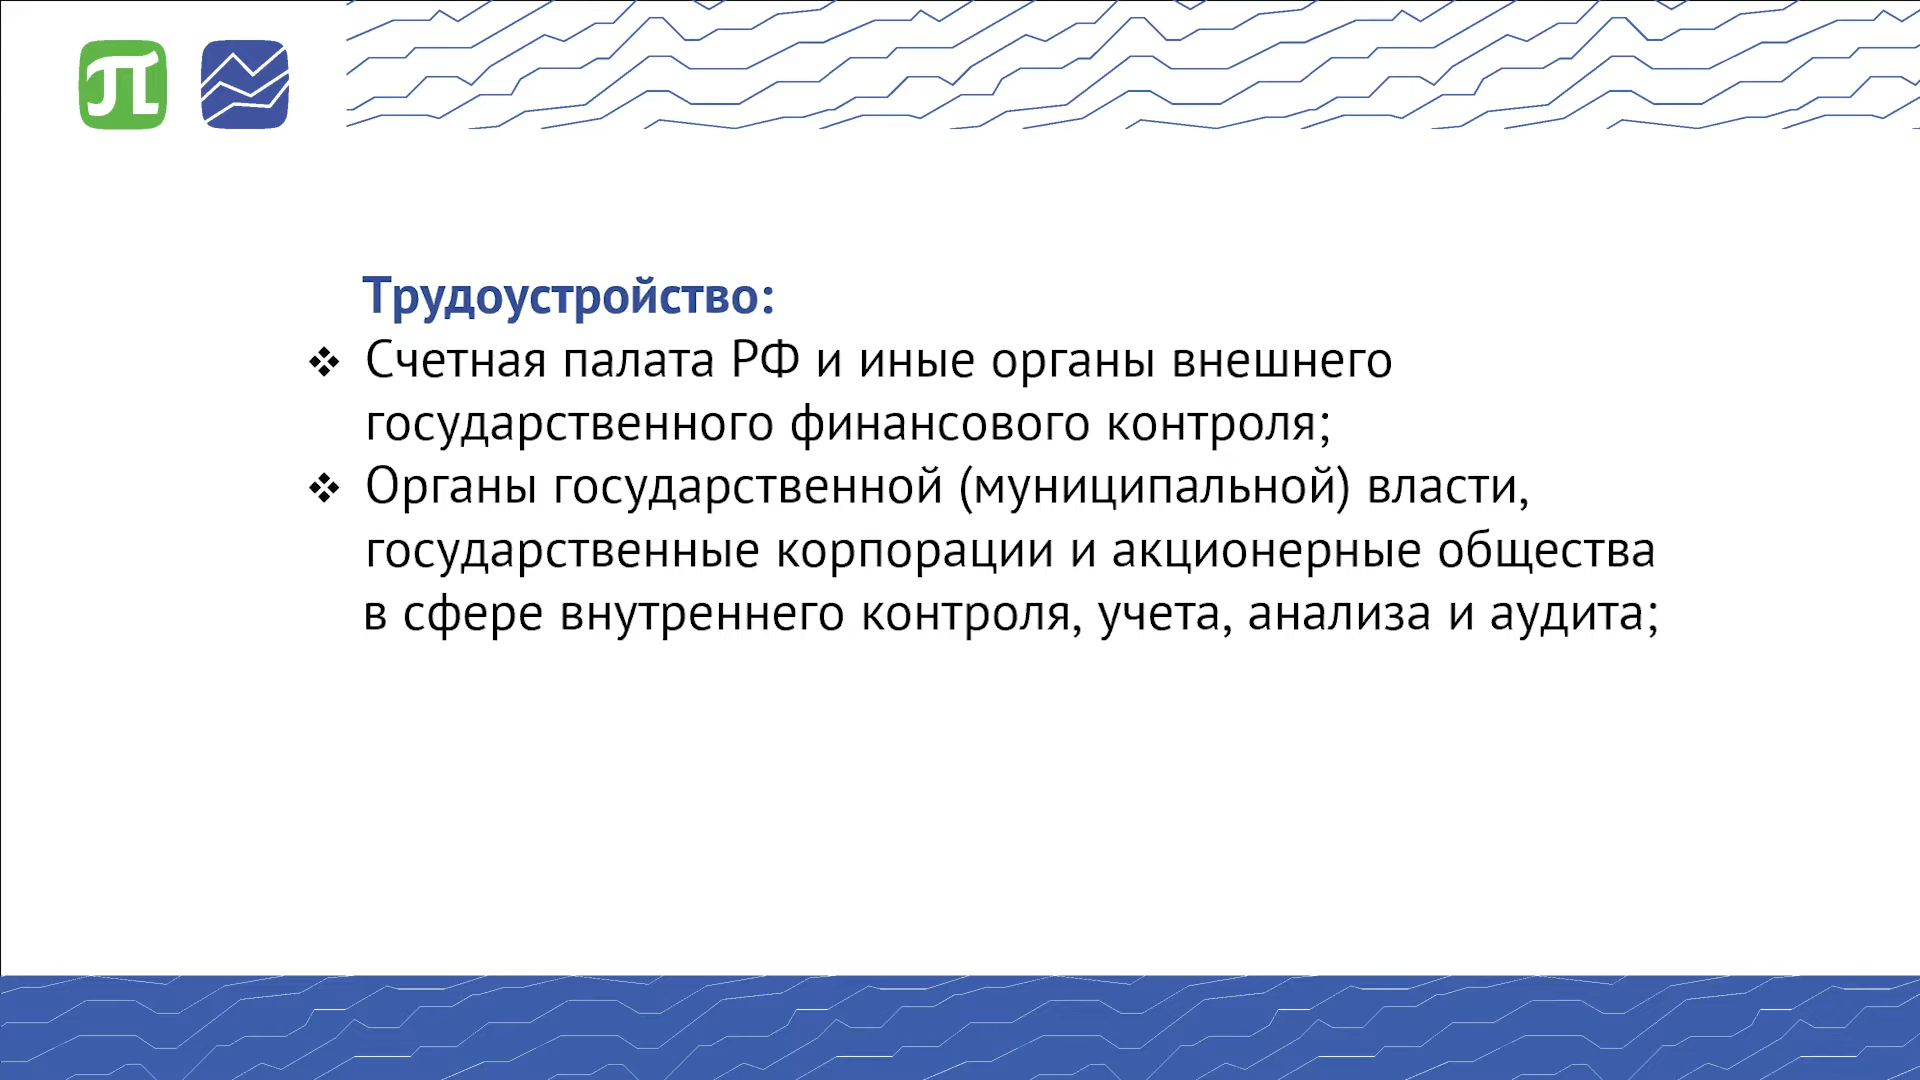 Трудоустройство:
❖ Счетная палата РФ и иные органы внешнего
государственного финансового контроля;
❖ Органы государственной (муниципальной) власти,
государственные корпорации и акционерные общества
в сфере внутреннего контроля, учета, анализа и аудита;